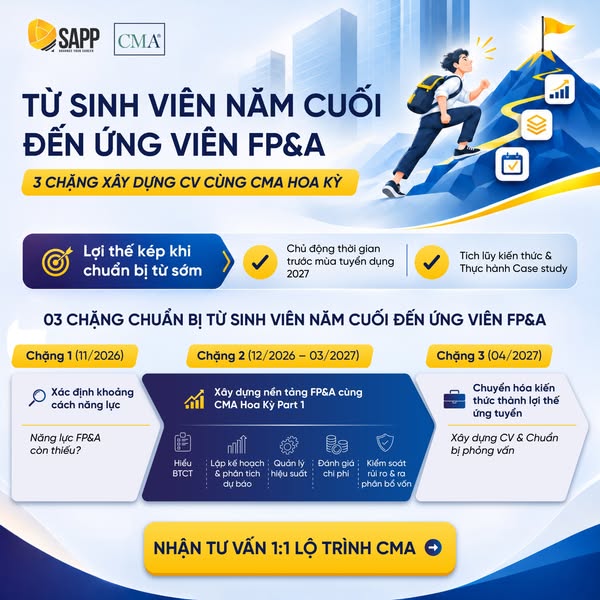 SAPP
EMPOWER YOUR CAREER
CMA®
TỪ SINH VIÊN NĂM CUỐI
ĐẾN ỨNG VIÊN FP&A
3 CHẶNG XÂY DỰNG CV CÙNG CMA HOA KỲ
Lợi thế kép khi
chuẩn bị từ sớm
Chủ động thời gian
trước mùa tuyển dụng
2027
Tích lũy kiến thức &
Thực hành Case study
03 CHẶNG CHUẨN BỊ TỪ SINH VIÊN NĂM CUỐI ĐẾN ỨNG VIÊN FP&A
Chặng 1 (11/2026)
Xác định khoảng
cách năng lực
Năng lực FP&A
còn thiếu?
Chặng 2 (12/2026 – 03/2027)
Xây dựng nền tảng FP&A cùng
CMA Hoa Kỳ Part 1
Hiểu
BTCT
Lập kế hoạch
& phân tích
dự báo
Quản lý
hiệu suất
Đánh giá
chi phí
Kiểm soát
rủi ro & ra
phân bổ vốn
Chặng 3 (04/2027)
Chuyển hóa kiến
thức thành lợi thế
ứng tuyển
Xây dựng CV & Chuẩn
bị phỏng vấn
NHẬN TƯ VẤN 1:1 LỘ TRÌNH CMA